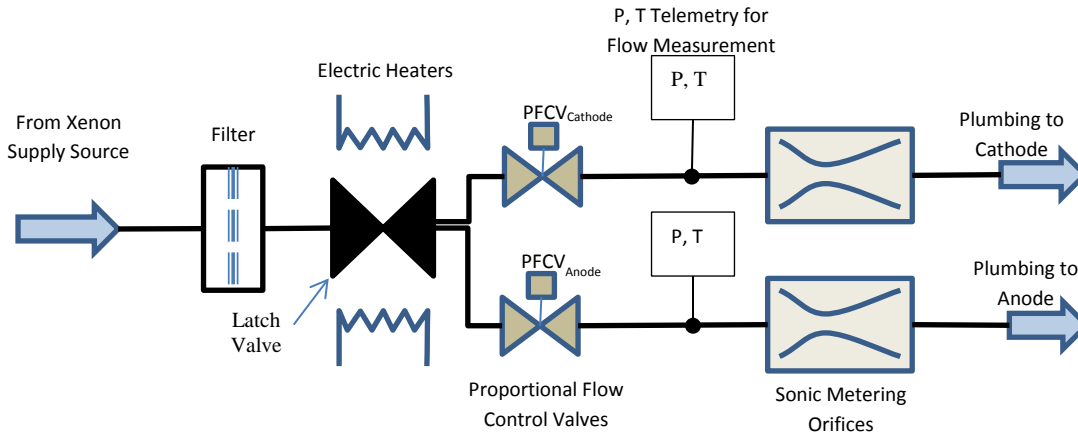 P, T Telemetry for
Flow Measurement
Electric Heaters
P, T
From Xenon
Supply Source
Filter
PFCVCathode
Plumbing to
Cathode
P, T
PFCVAnode
Plumbing to
Anode
Latch
Valve
Proportional Flow
Control Valves
Sonic Metering
Orifices